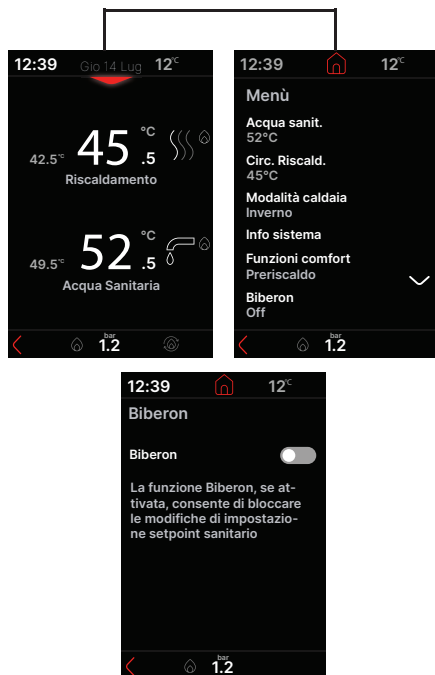 12:39 Gio 14 Lug 12°C
42.5°C 45.5 °C
Riscaldamento
49.5°C 52.5 °C
Acqua Sanitaria
bar
1.2
12:39 12°C
Menù
Acqua sanit.
52°C
Circ. Riscald.
45°C
Modalità caldaia
Inverno
Info sistema
Funzioni comfort
Preriscaldo
Biberon
Off
bar
1.2
12:39 12°C
Biberon
Biberon
La funzione Biberon, se at-
tivata, consente di bloccare
le modifiche di impostazio-
ne setpoint sanitario
bar
1.2